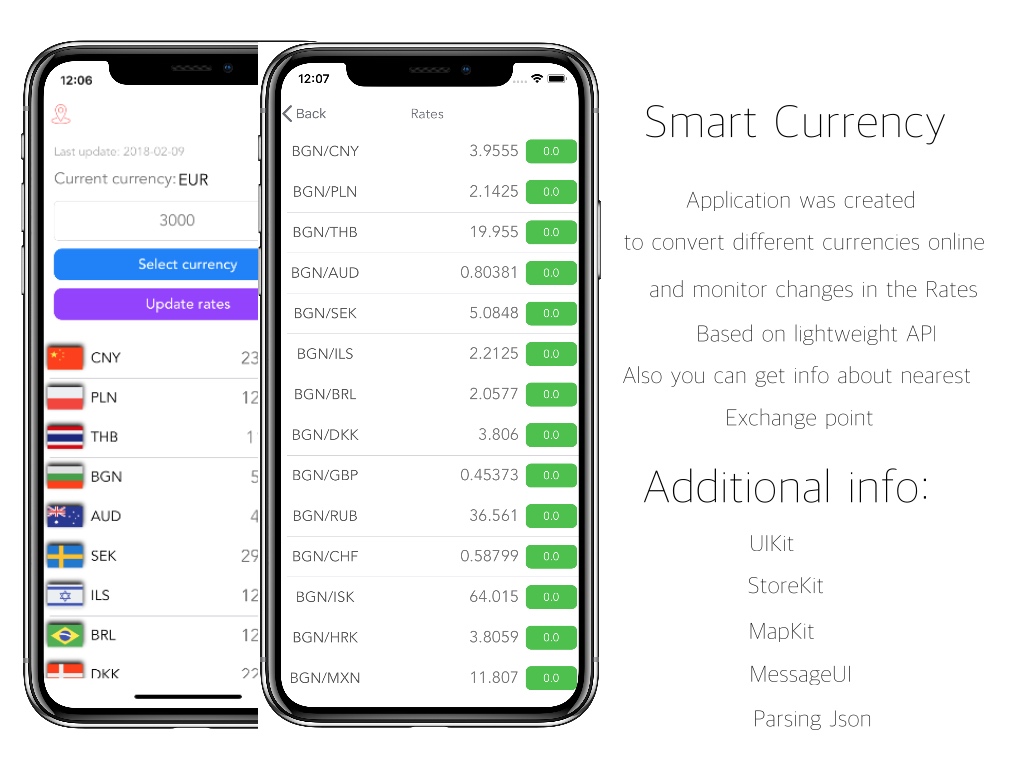 12:06
Last update: 2018-02-09
Current currency: EUR
3000
Select currency
Update rates
CNY 23
PLN 12
THB 1
BGN 5
AUD 4
SEK 29
ILS 12
BRL 12
DKK 22
12:07
Back Rates
BGN/CNY 3.9555 0.0
BGN/PLN 2.1425 0.0
BGN/THB 19.955 0.0
BGN/AUD 0.80381 0.0
BGN/SEK 5.0848 0.0
BGN/ILS 2.2125 0.0
BGN/BRL 2.0577 0.0
BGN/DKK 3.806 0.0
BGN/GBP 0.45373 0.0
BGN/RUB 36.561 0.0
BGN/CHF 0.58799 0.0
BGN/ISK 64.015 0.0
BGN/HRK 3.8059 0.0
BGN/MXN 11.807 0.0
Smart Currency
Application was created
to convert different currencies online
and monitor changes in the Rates
Based on lightweight API
Also you can get info about nearest
Exchange point
Additional info:
UIKit
StoreKit
MapKit
MessageUI
Parsing Json